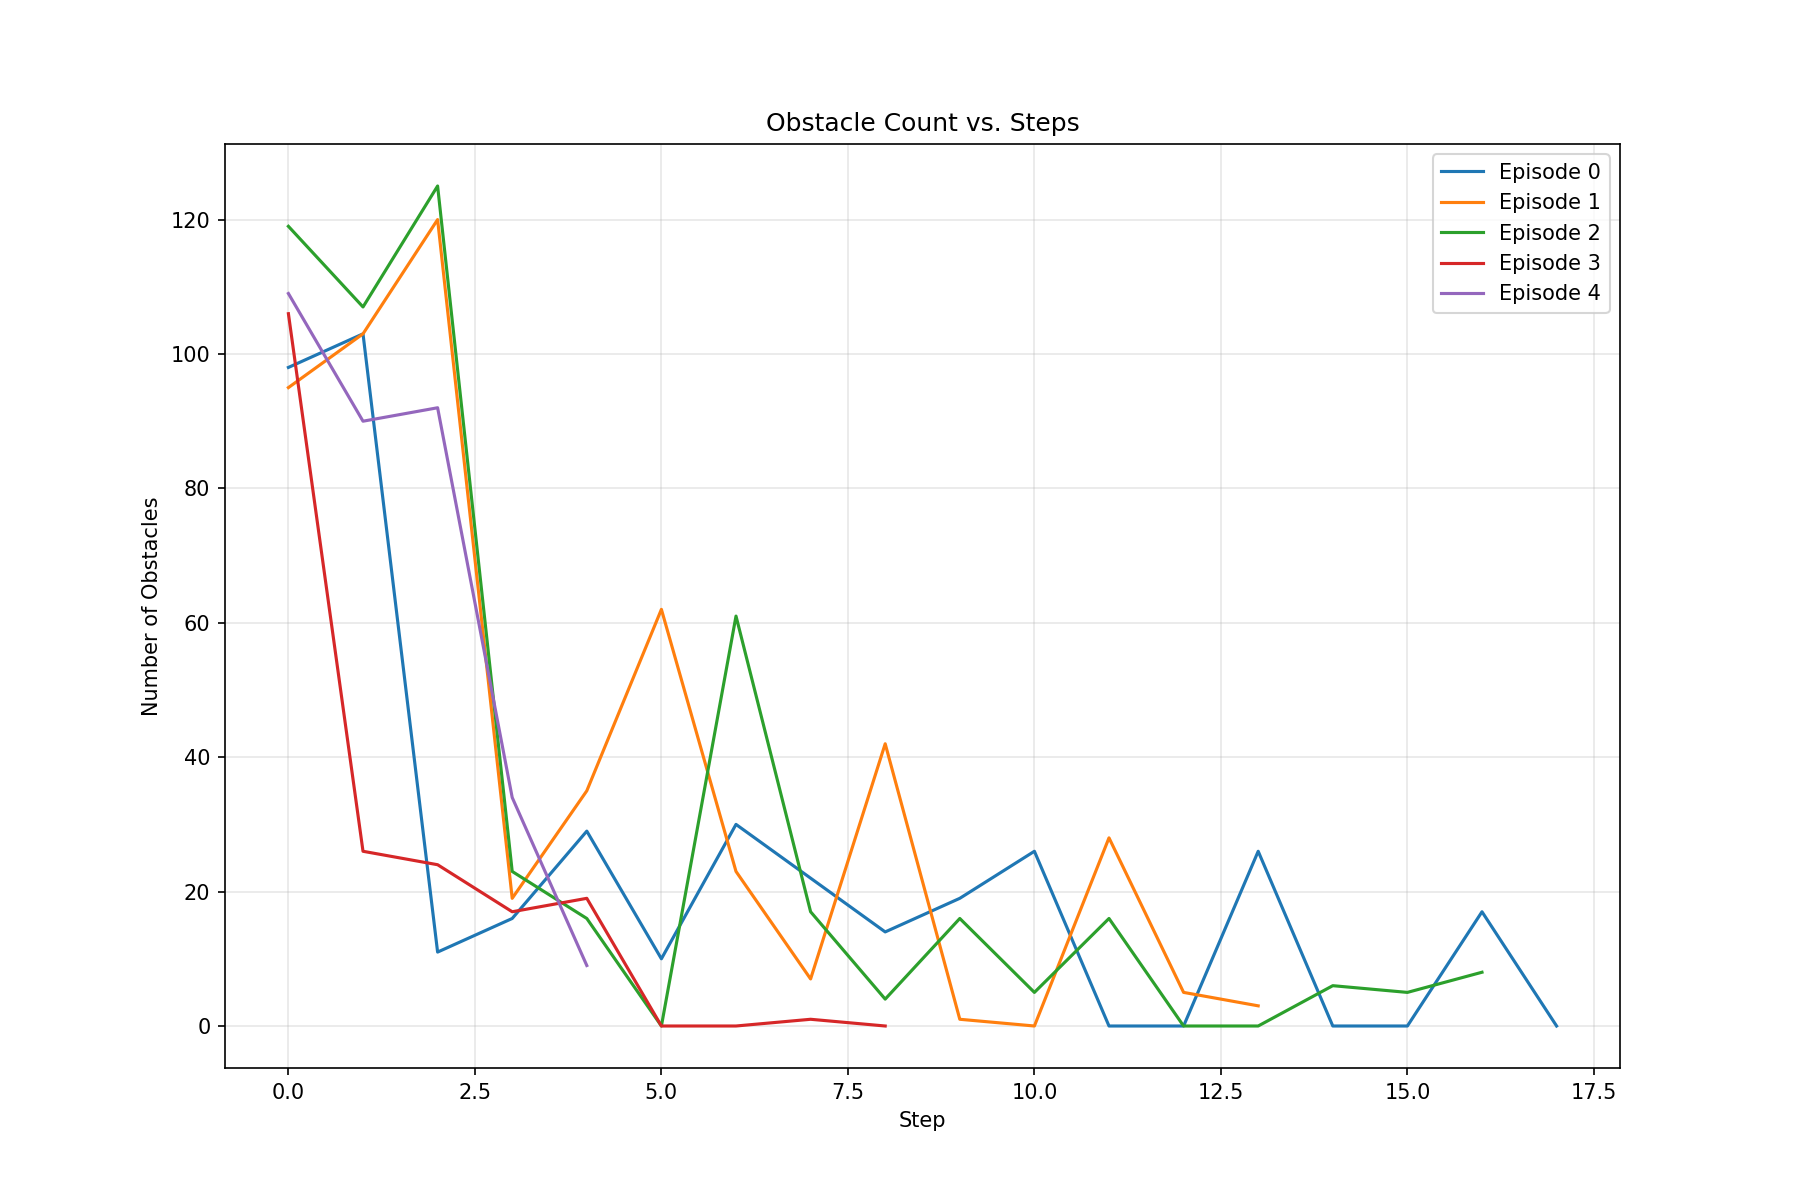 Obstacle Count vs. Steps
Episode 0
Episode 1
Episode 2
Episode 3
Episode 4
120
100
80
60
40
20
0
Number of Obstacles
0.0 2.5 5.0 7.5 10.0 12.5 15.0 17.5
Step